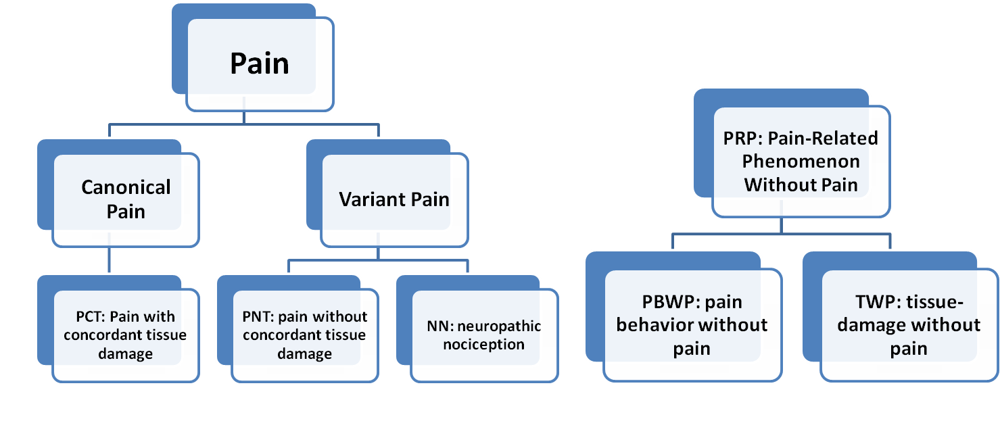 Pain
Canonical
Pain
Variant Pain
PCT: Pain with
concordant tissue
damage
PNT: pain without
concordant tissue
damage
NN: neuropathic
nociception
PRP: Pain-Related
Phenomenon
Without Pain
PBWP: pain
behavior without
pain
TWP: tissue-
damage without
pain